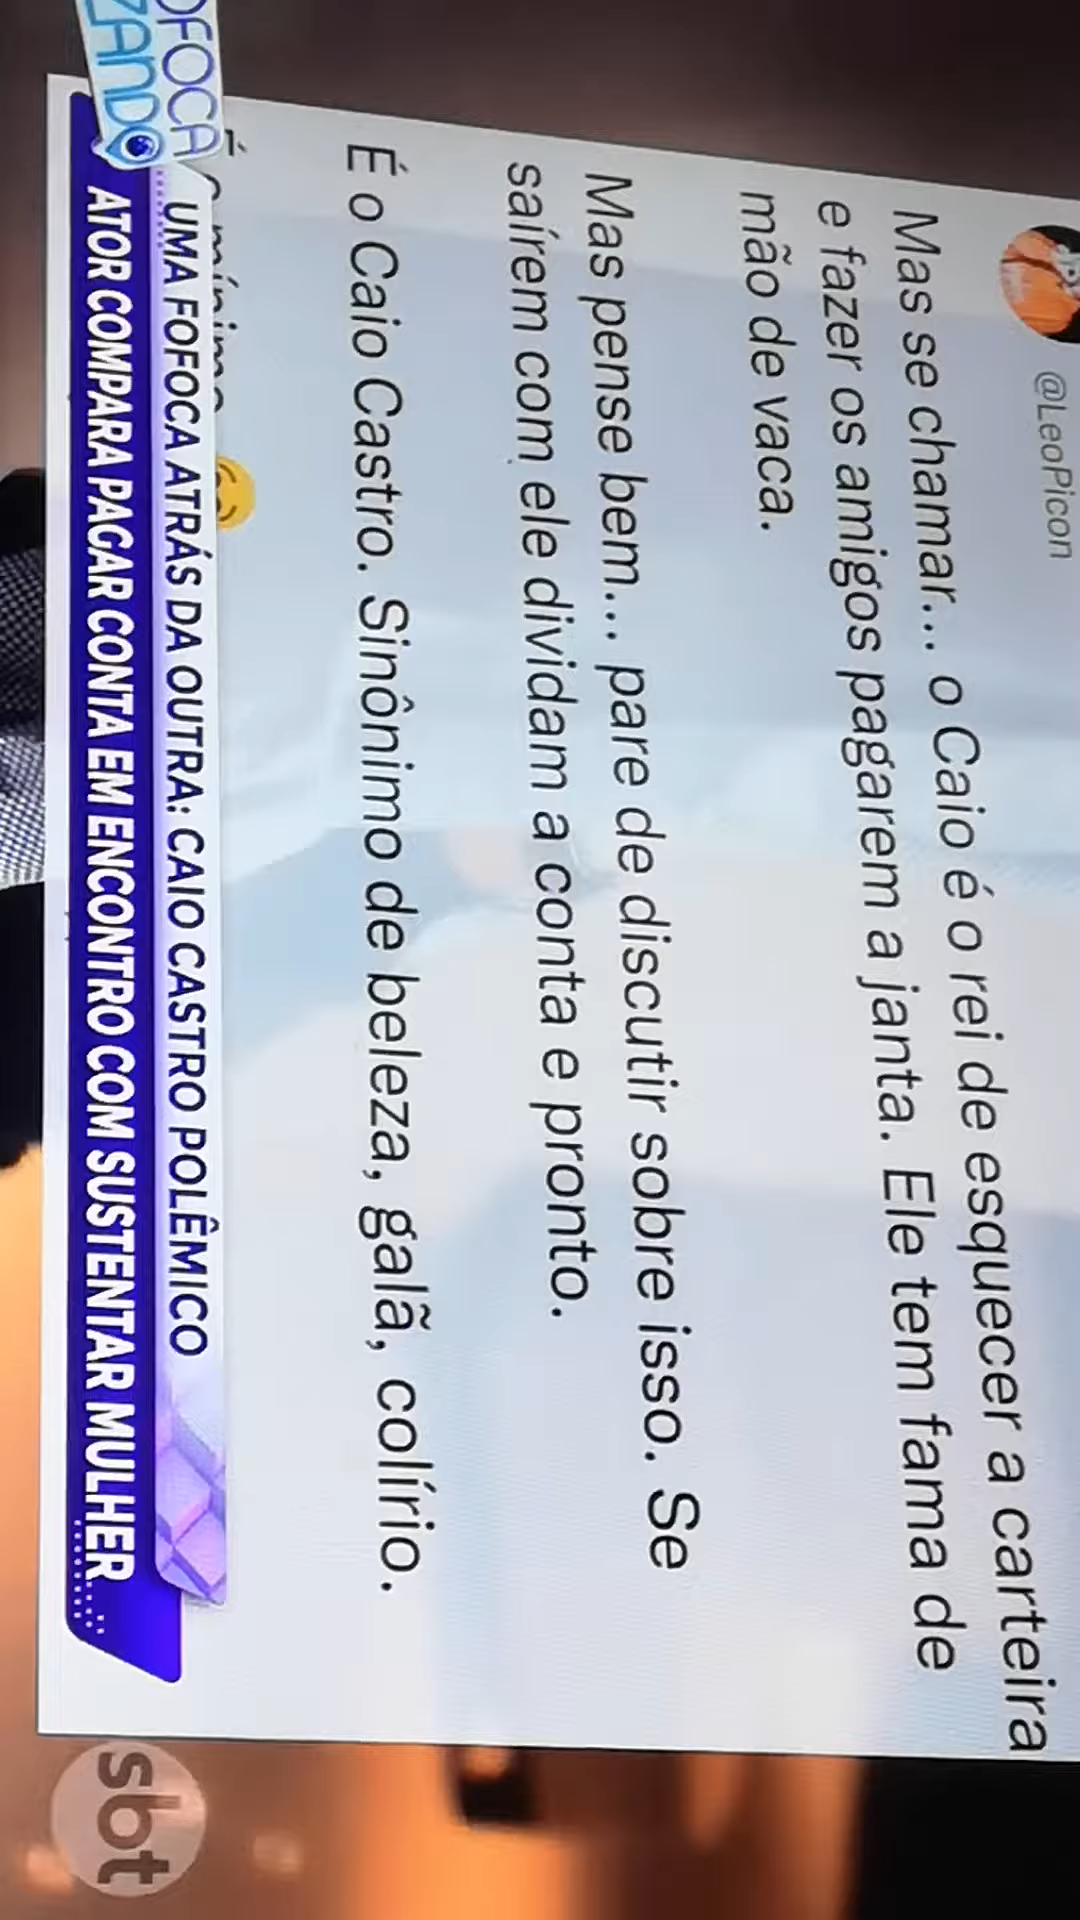 @LeoPicon
Mas se chamar... o Caio é o rei de esquecer a carteira
e fazer os amigos pagarem a janta. Ele tem fama de
mão de vaca.
Mas pense bem... pare de discutir sobre isso. Se
saírem com ele dividam a conta e pronto.
É o Caio Castro. Sinônimo de beleza, galã, colírio.
OFOCA
ZANDO
UMA FOFOCA ATRÁS DA OUTRA: CAIO CASTRO POLÊMICO
ATOR COMPARA PAGAR CONTA EM ENCONTRO COM SUSTENTAR MULHER
sbt